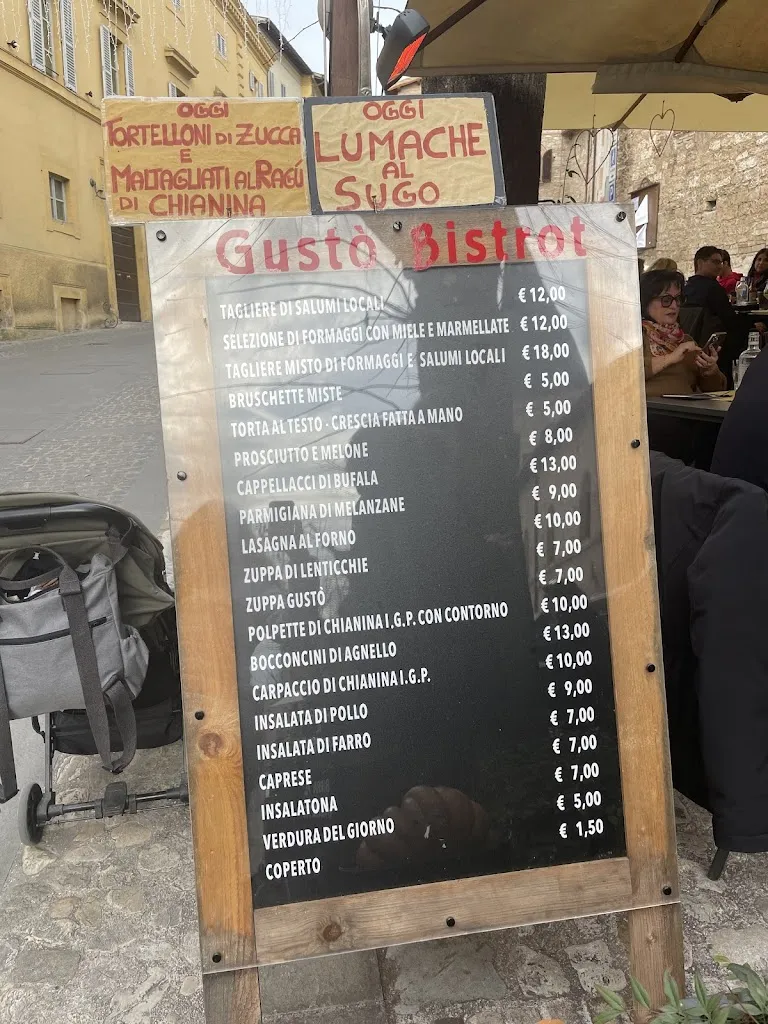 OGGI
TORTELLONI DI ZUCCA
E
MALTAGLIATI AL RAGÚ
DI CHIANINA
OGGI
LUMACHE
AL
SUGO
Gustò Bistrot
TAGLIERE DI SALUMI LOCALI € 12,00
SELEZIONE DI FORMAGGI CON MIELE E MARMELLATE € 12,00
TAGLIERE MISTO DI FORMAGGI E SALUMI LOCALI € 18,00
BRUSCHETTE MISTE € 5,00
TORTA AL TESTO - CRESCIA FATTA A MANO € 5,00
PROSCIUTTO E MELONE € 8,00
CAPPELLACCI DI BUFALA € 13,00
PARMIGIANA DI MELANZANE € 9,00
LASAGNA AL FORNO € 10,00
ZUPPA DI LENTICCHIE € 7,00
ZUPPA GUSTÒ € 7,00
POLPETTE DI CHIANINA I.G.P. CON CONTORNO € 10,00
BOCCONCINI DI AGNELLO € 13,00
CARPACCIO DI CHIANINA I.G.P. € 10,00
INSALATA DI POLLO € 9,00
INSALATA DI FARRO € 7,00
CAPRESE € 7,00
INSALATONA € 7,00
VERDURA DEL GIORNO € 5,00
COPERTO € 1,50